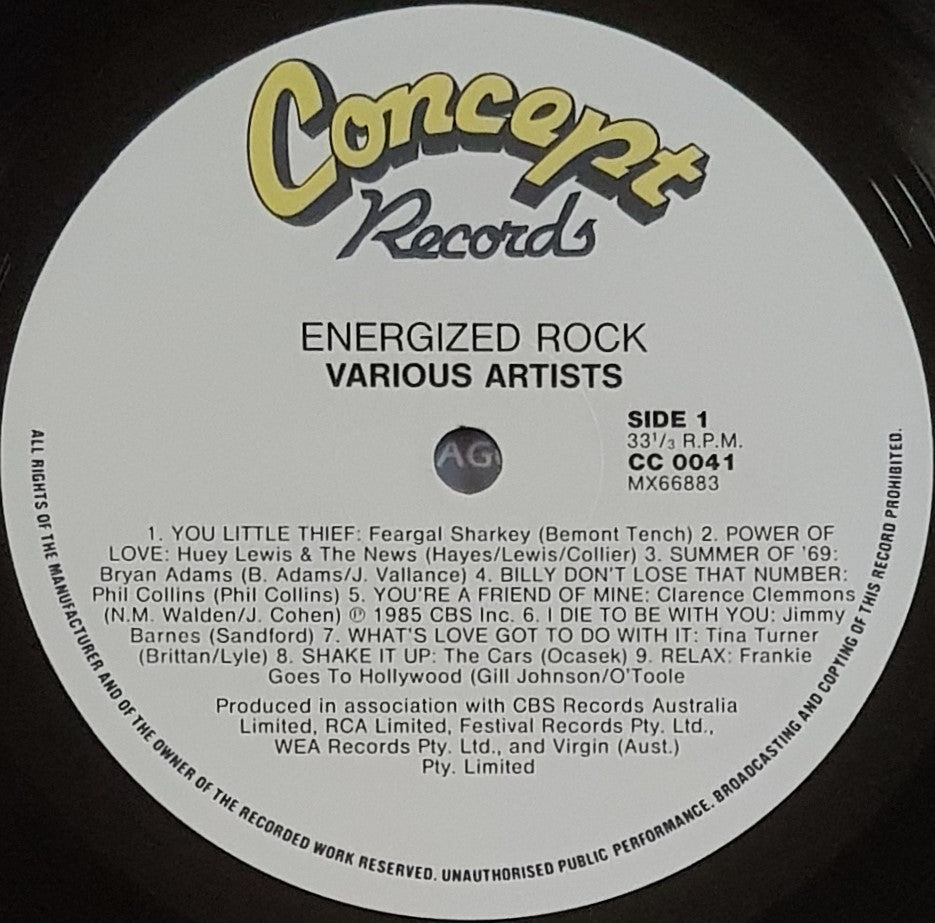 Concept
Records
ENERGIZED ROCK
VARIOUS ARTISTS
SIDE 1
33 1/3 R.P.M.
CC 0041
MX66883
AG
1. YOU LITTLE THIEF: Feargal Sharkey (Bemont Tench) 2. POWER OF
LOVE: Huey Lewis & The News (Hayes/Lewis/Collier) 3. SUMMER OF '69:
Bryan Adams (B. Adams/J. Vallance) 4. BILLY DON'T LOSE THAT NUMBER:
Phil Collins (Phil Collins) 5. YOU'RE A FRIEND OF MINE: Clarence Clemmons
(N.M. Walden/J. Cohen) ℗ 1985 CBS Inc. 6. I DIE TO BE WITH YOU: Jimmy
Barnes (Sandford) 7. WHAT'S LOVE GOT TO DO WITH IT: Tina Turner
(Brittan/Lyle) 8. SHAKE IT UP: The Cars (Ocasek) 9. RELAX: Frankie
Goes To Hollywood (Gill Johnson/O'Toole
Produced in association with CBS Records Australia
Limited, RCA Limited, Festival Records Pty. Ltd.,
WEA Records Pty. Ltd., and Virgin (Aust.)
Pty. Limited
ALL RIGHTS OF THE MANUFACTURER AND OF THE OWNER OF THE RECORDED WORK RESERVED. UNAUTHORISED PUBLIC PERFORMANCE. BROADCASTING AND COPYING OF THIS RECORD PROHIBITED.